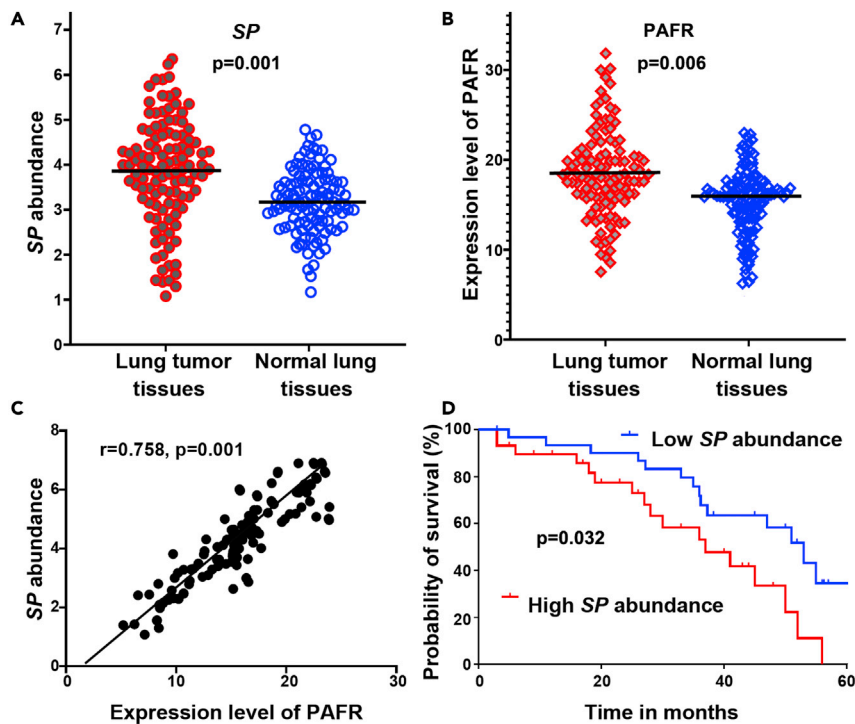 A
SP
p=0.001
SP abundance
7
6
5
4
3
2
1
0
Lung tumor
tissues
Normal lung
tissues
B
PAFR
p=0.006
Expression level of PAFR
30
20
10
0
Lung tumor
tissues
Normal lung
tissues
C
r=0.758, p=0.001
SP abundance
8
6
4
2
0
0
10
20
30
Expression level of PAFR
D
Low SP abundance
p=0.032
High SP abundance
Probability of survival (%)
100
80
60
40
20
0
0
20
40
60
Time in months